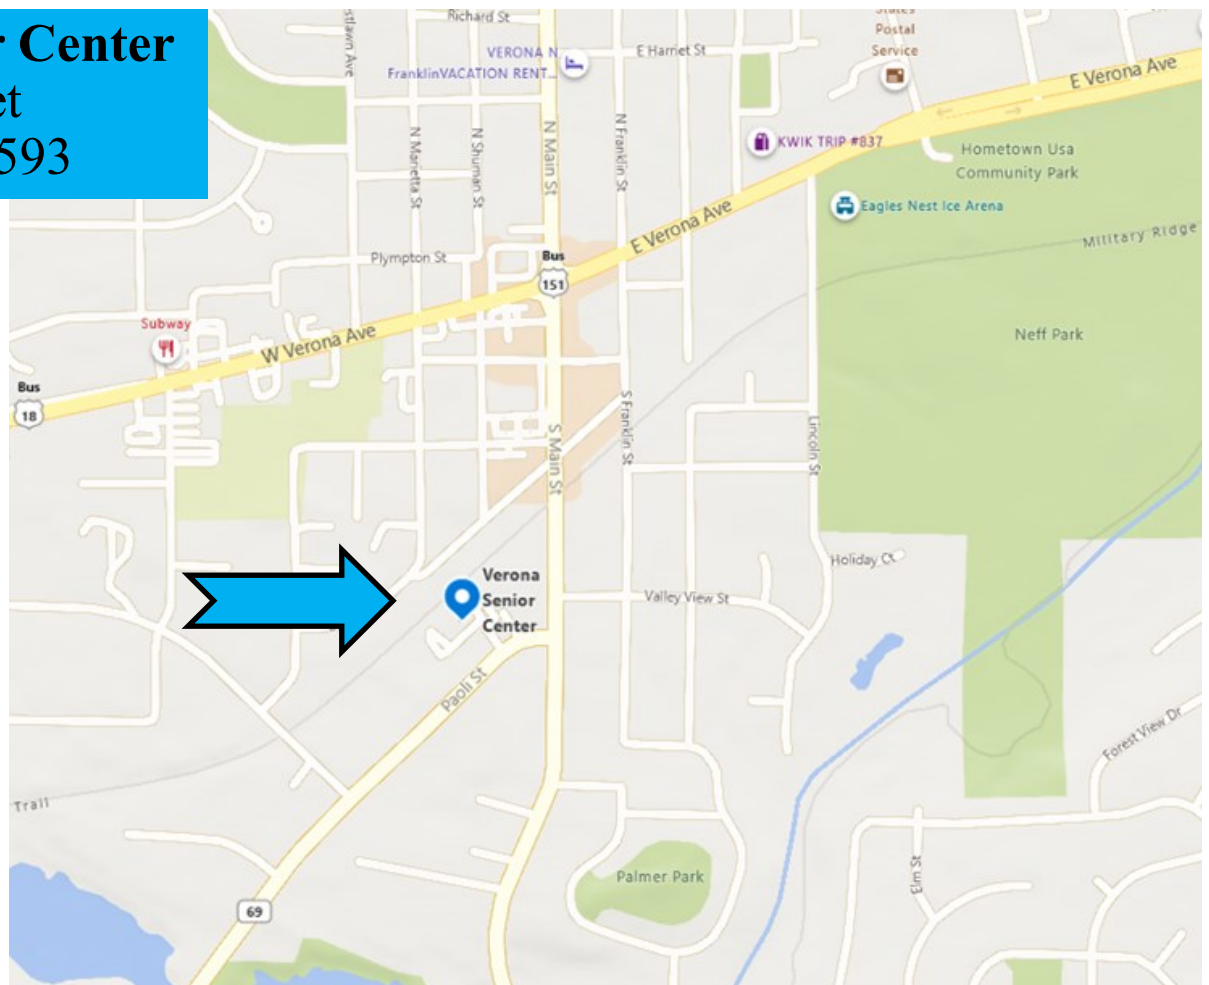 Center
593
Richard St
States
Postal
Service
VERONA N
FranklinVACATION RENT...
E Harriet St
E Verona Ave
KWIK TRIP #837
Hometown Usa
Community Park
N Marietta St
N Shuman St
N Main St
N Franklin St
Eagles Nest Ice Arena
E Verona Ave
Military Ridge
Plympton St
Bus
151
Subway
W Verona Ave
Neff Park
Bus
18
S Franklin St
S Main St
Lincoln St
Holiday Ct
Verona
Senior
Center
Valley View St
Paoli St
Forest View Dr
Trail
Elm St
Palmer Park
69